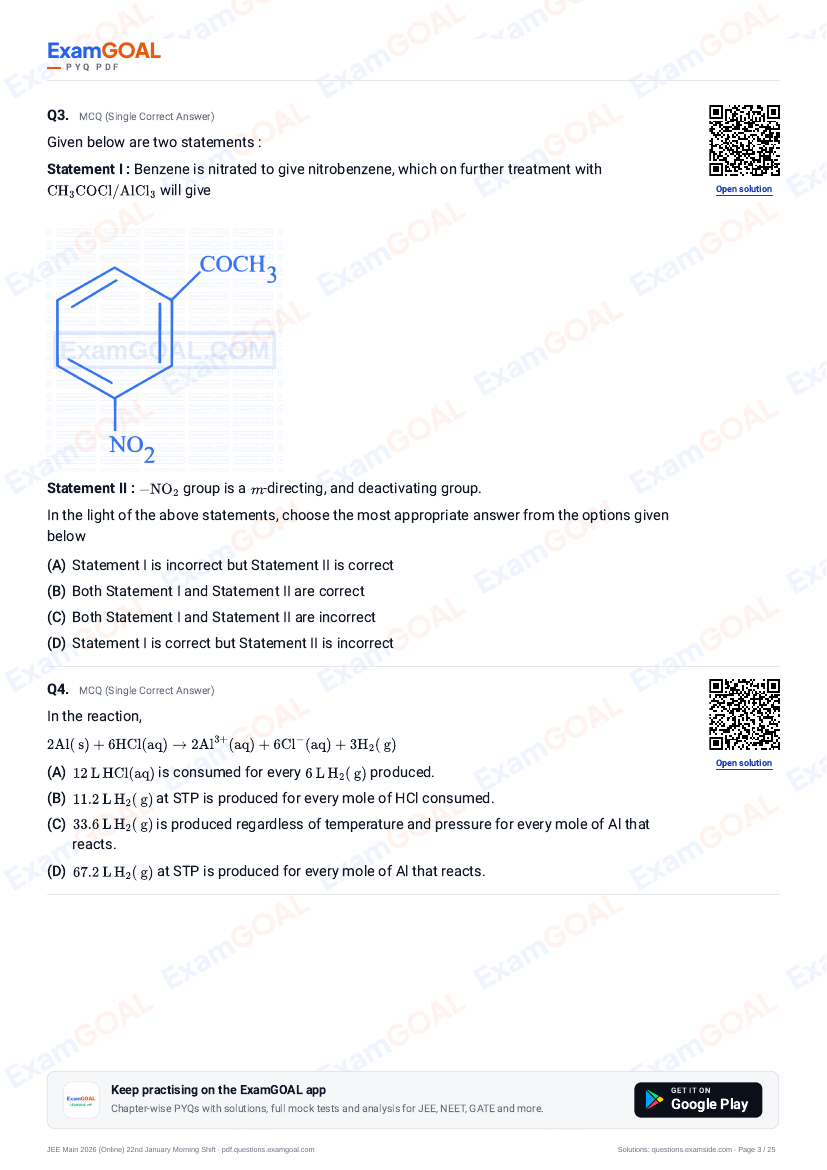 ExamGOAL
PYQ PDF
Q3. MCQ (Single Correct Answer)
Given below are two statements :
Open solution
Statement I : Benzene is nitrated to give nitrobenzene, which on further treatment with
CH₃COCl/AlCl₃ will give
COCH₃
ExamGOAL.COM
NO₂
Statement II : −NO₂ group is a m-directing, and deactivating group.
In the light of the above statements, choose the most appropriate answer from the options given
below
(A) Statement I is incorrect but Statement II is correct
(B) Both Statement I and Statement II are correct
(C) Both Statement I and Statement II are incorrect
(D) Statement I is correct but Statement II is incorrect
Q4. MCQ (Single Correct Answer)
In the reaction,
2Al( s) + 6HCl(aq) → 2Al³⁺(aq) + 6Cl⁻(aq) + 3H₂( g)
Open solution
(A) 12 L HCl(aq) is consumed for every 6 L H₂( g) produced.
(B) 11.2 L H₂( g) at STP is produced for every mole of HCl consumed.
(C) 33.6 L H₂( g) is produced regardless of temperature and pressure for every mole of Al that
reacts.
(D) 67.2 L H₂( g) at STP is produced for every mole of Al that reacts.
ExamGOAL
Keep practising on the ExamGOAL app
Chapter-wise PYQs with solutions, full mock tests and analysis for JEE, NEET, GATE and more.
GET IT ON
Google Play
JEE Main 2026 (Online) 22nd January Morning Shift · pdf.questions.examgoal.com
Solutions: questions.examside.com · Page 3 / 25